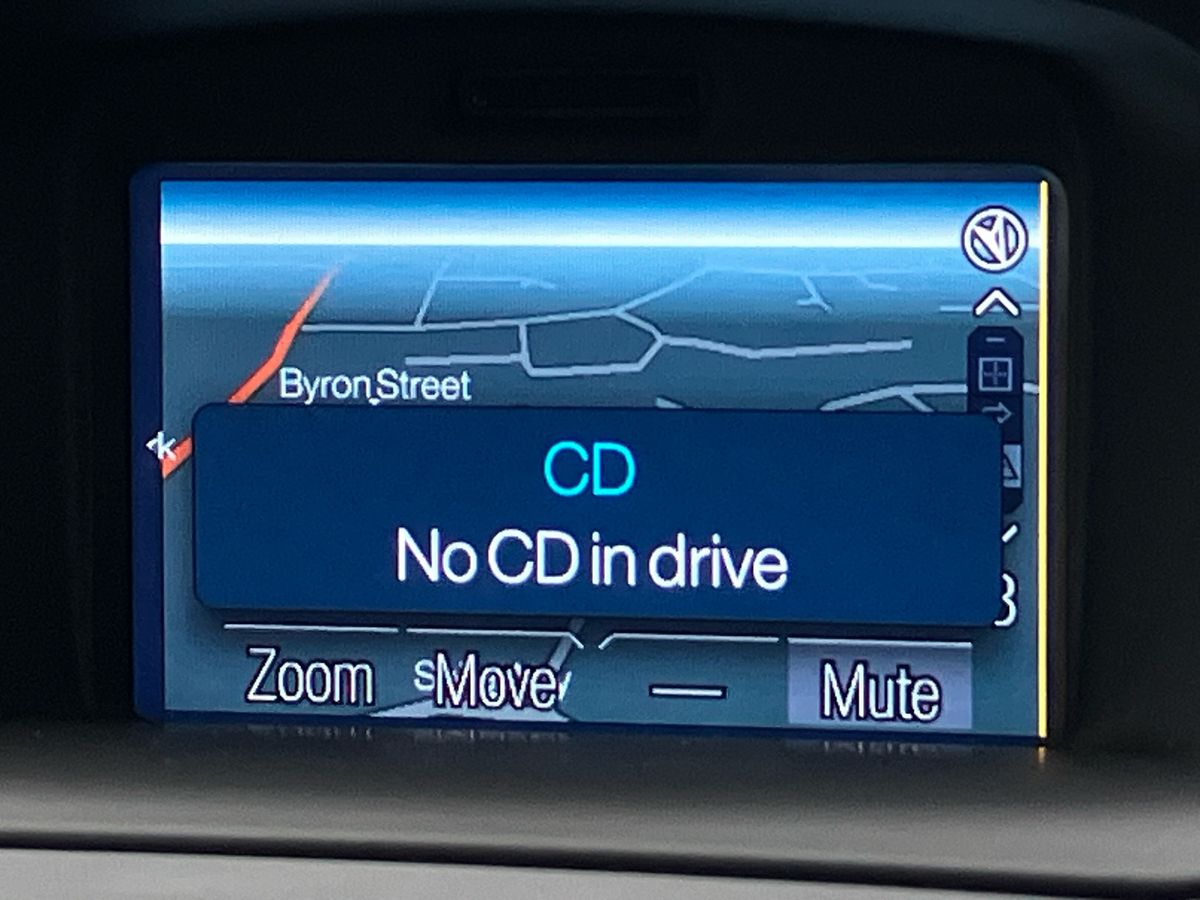 Byron Street
CD
No CD in drive
Zoom
Move
Mute